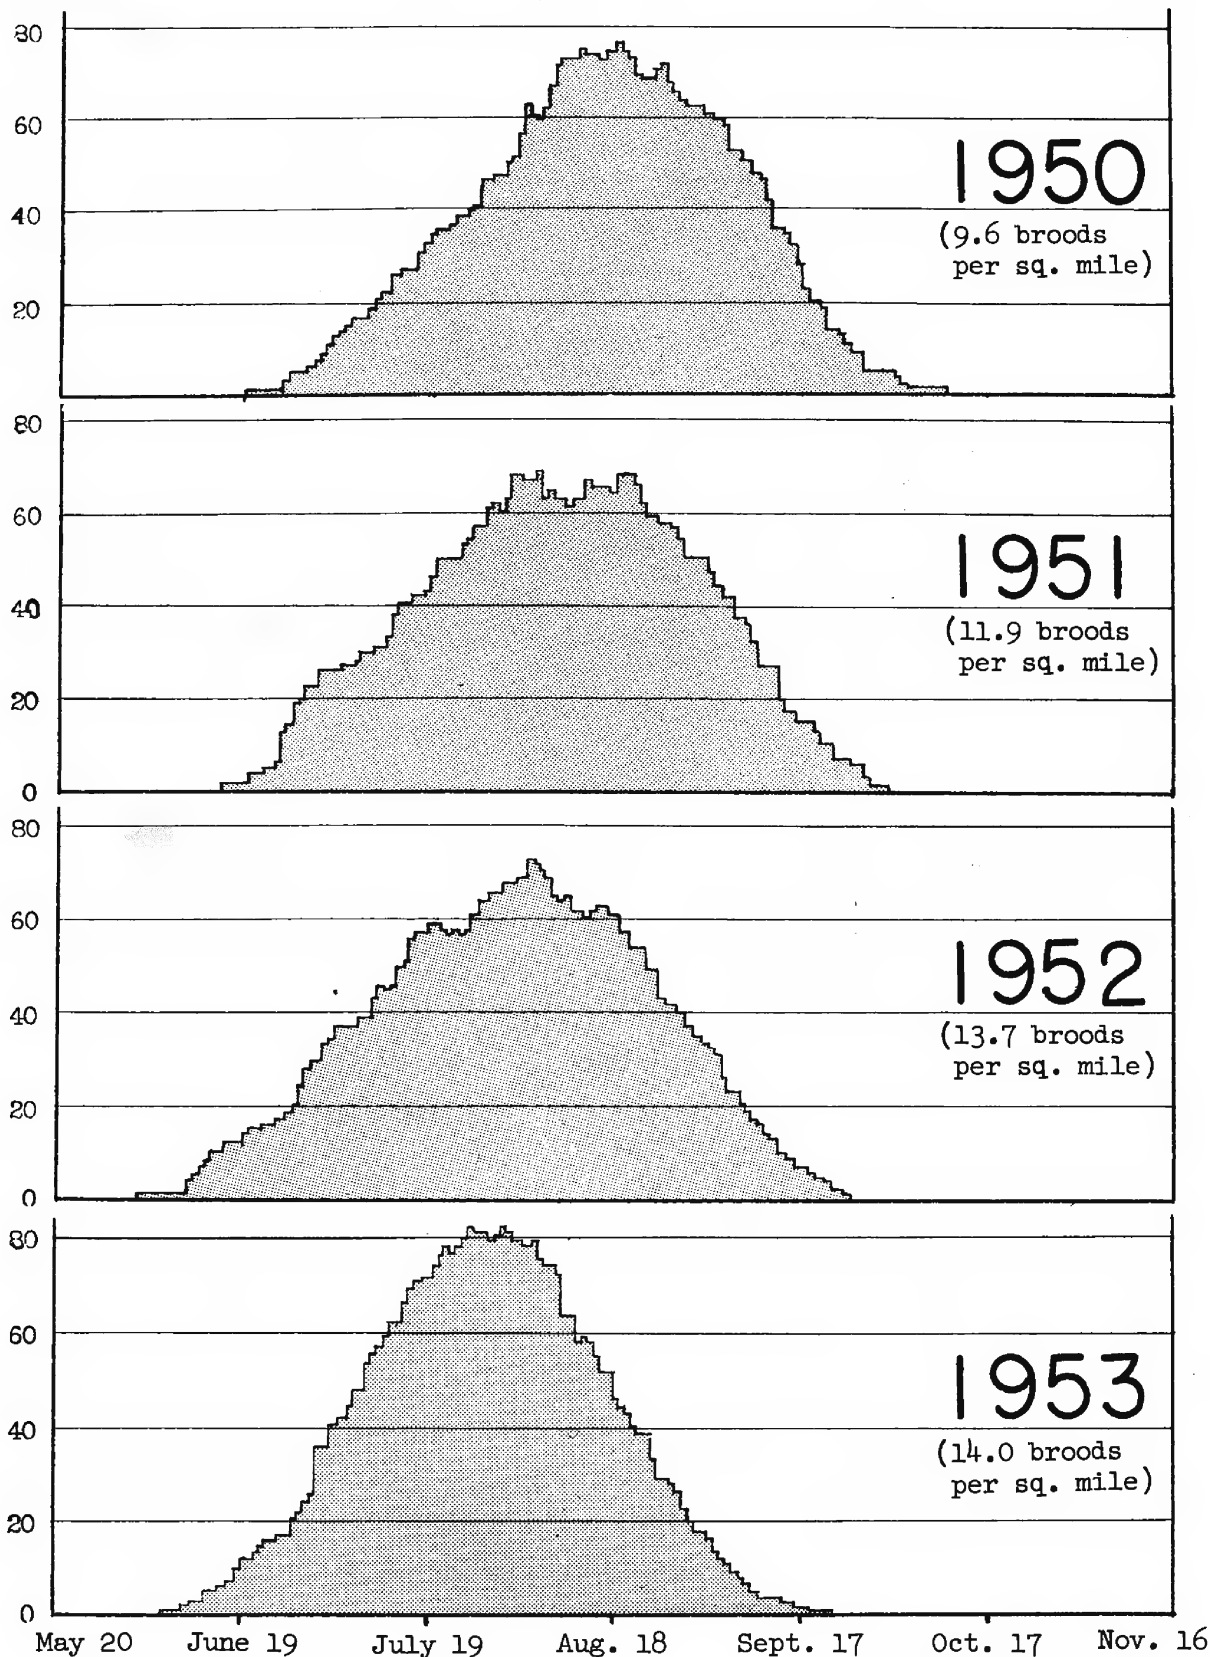 80
60
40
20
1950
(9.6 broods
per sq. mile)
80
60
40
20
0
1951
(11.9 broods
per sq. mile)
80
60
40
20
0
1952
(13.7 broods
per sq. mile)
80
60
40
20
0
1953
(14.0 broods
per sq. mile)
May 20 June 19 July 19 Aug. 18 Sept. 17 Oct. 17 Nov. 16